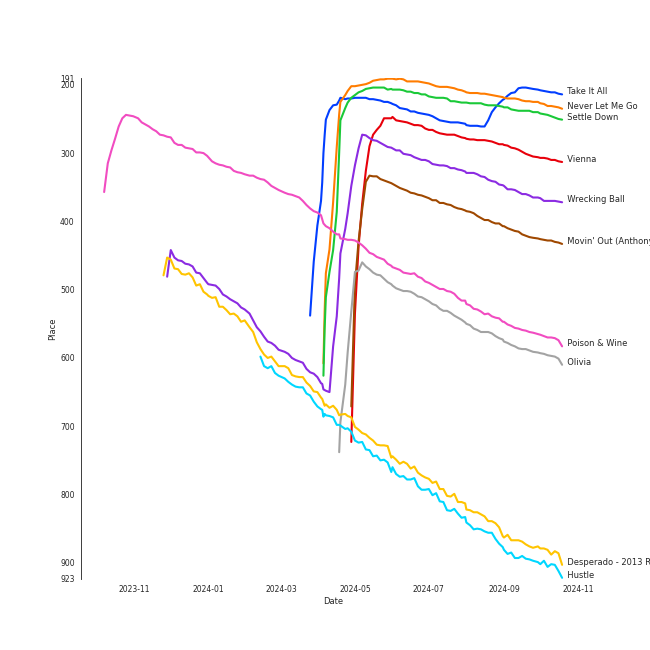 191
200
300
400
500
600
700
800
900
923
Place
2023-11
2024-01
2024-03
2024-05
2024-07
2024-09
2024-11
Date
Take It All
Never Let Me Go
Settle Down
Vienna
Wrecking Ball
Movin' Out (Anthony
Poison & Wine
Olivia
Desperado - 2013 R
Hustle